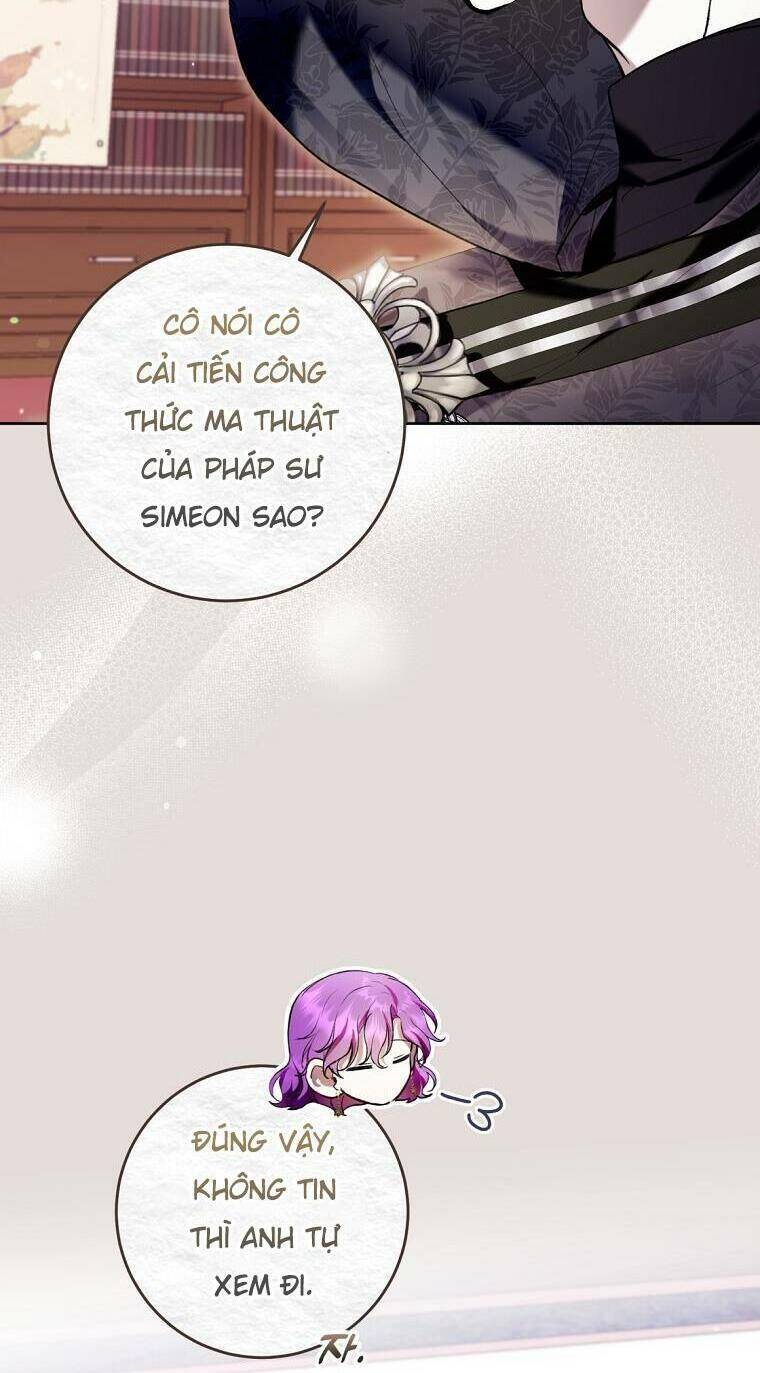 CÔ NÓI CÔ
CẢI TIẾN CÔNG
THỨC MA THUẬT
CỦA PHÁP SƯ
SIMEON SAO?
ĐÚNG VẬY,
KHÔNG TIN
THÌ ANH TỰ
XEM ĐI.
자.